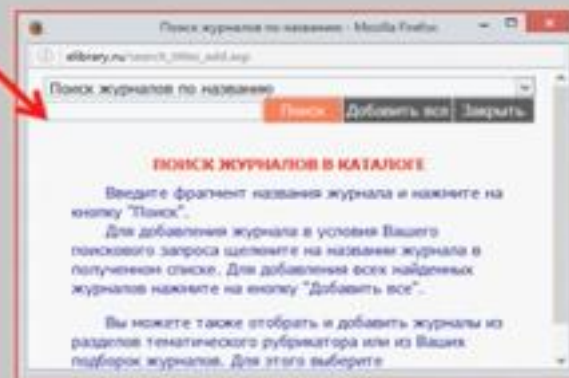 Поиск журналов по названию - Mozilla Firefox
elibrary.ru/search_titles_add.asp
Поиск журналов по названию
Поиск Добавить все Закрыть
ПОИСК ЖУРНАЛОВ В КАТАЛОГЕ
Введите фрагмент названия журнала и нажмите на
кнопку "Поиск".
Для добавления журнала в условия Вашего
поискового запроса щелкните на названии журнала в
полученном списке. Для добавления всех найденных
журналов нажмите на кнопку "Добавить все".
Вы можете также отобрать и добавить журналы из
разделов тематического рубрикатора или из Ваших
подборок журналов. Для этого выберите